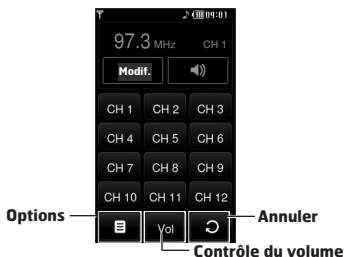 09:01
97.3 MHz CH 1
Modif.
CH 1 CH 2 CH 3
CH 4 CH 5 CH 6
CH 7 CH 8 CH 9
CH 10 CH 11 CH 12
Options Vol Annuler
Contrôle du volume